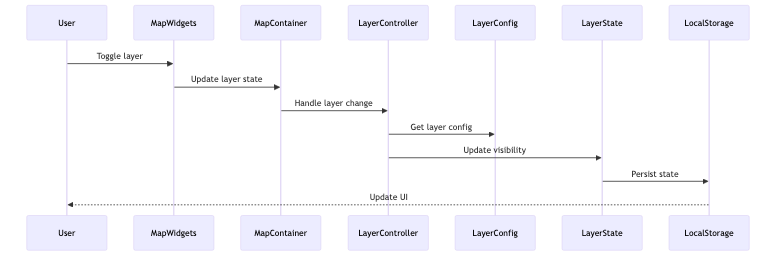 User MapWidgets MapContainer LayerController LayerConfig LayerState LocalStorage
Toggle layer
Update layer state
Handle layer change
Get layer config
Update visibility
Persist state
Update UI
User MapWidgets MapContainer LayerController LayerConfig LayerState LocalStorage